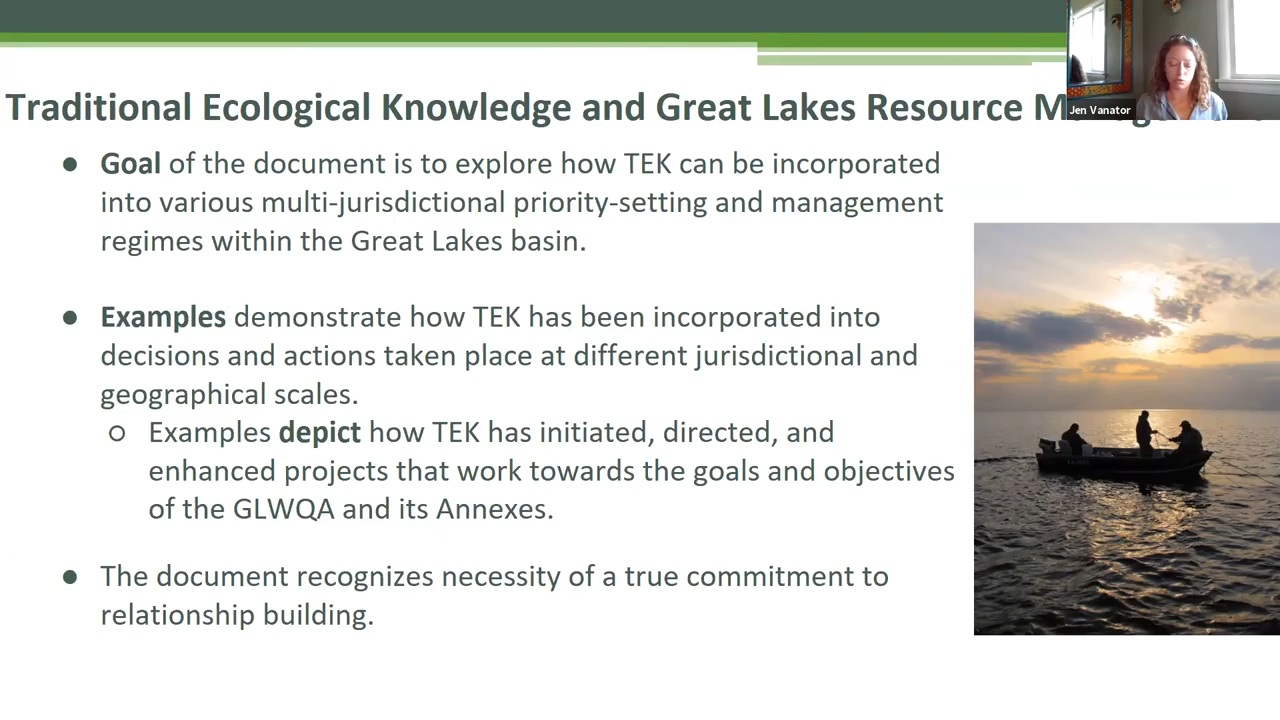 Traditional Ecological Knowledge and Great Lakes Resource
Jen Vanator
● Goal of the document is to explore how TEK can be incorporated
into various multi-jurisdictional priority-setting and management
regimes within the Great Lakes basin.
● Examples demonstrate how TEK has been incorporated into
decisions and actions taken place at different jurisdictional and
geographical scales.
○ Examples depict how TEK has initiated, directed, and
enhanced projects that work towards the goals and objectives
of the GLWQA and its Annexes.
● The document recognizes necessity of a true commitment to
relationship building.